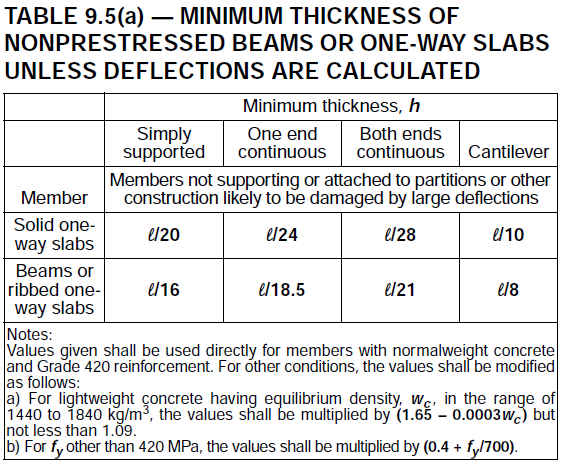 TABLE 9.5(a) — MINIMUM THICKNESS OF
NONPRESTRESSED BEAMS OR ONE-WAY SLABS
UNLESS DEFLECTIONS ARE CALCULATED
Minimum thickness, h
Simply supported One end continuous Both ends continuous Cantilever
Member
Members not supporting or attached to partitions or other
construction likely to be damaged by large deflections
Solid one-
way slabs
ℓ/20 ℓ/24 ℓ/28 ℓ/10
Beams or
ribbed one-
way slabs
ℓ/16 ℓ/18.5 ℓ/21 ℓ/8
Notes:
Values given shall be used directly for members with normalweight concrete
and Grade 420 reinforcement. For other conditions, the values shall be modified
as follows:
a) For lightweight concrete having equilibrium density, wc, in the range of
1440 to 1840 kg/m³, the values shall be multiplied by (1.65 – 0.0003wc) but
not less than 1.09.
b) For fy other than 420 MPa, the values shall be multiplied by (0.4 + fy/700).